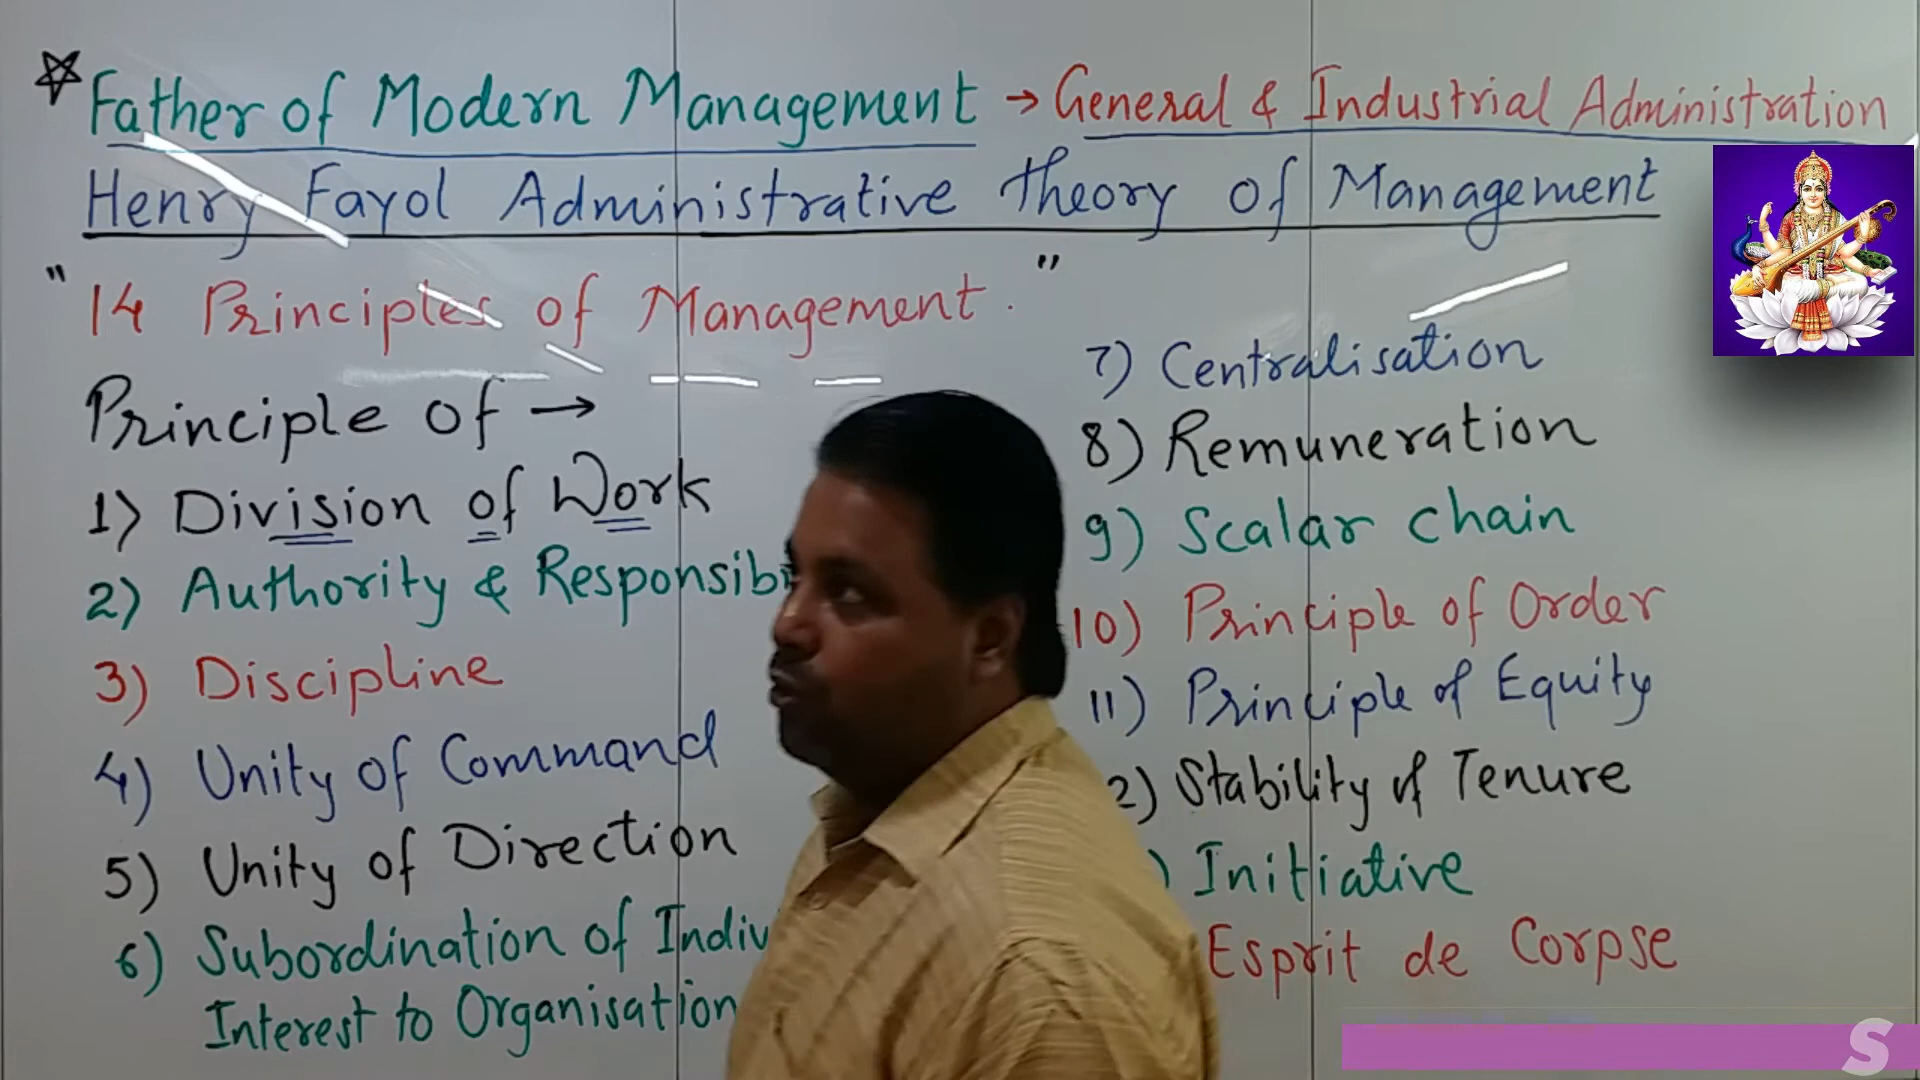 Father of Modern Management → General & Industrial Administration
Henry Fayol Administrative theory of Management
"14 Principles of Management."
Principle of →
1) Division of Work
2) Authority &
3) Discipline
4) Unity of Command
5) Unity of Direction
6) Subordination of
Interest to Organisation
7) Centralisation
8) Remuneration
9) Scalar chain
10) Principle of Order
11) Principle of Equity
2) Stability of Tenure
) Initiative
Esprit de Corpse
S